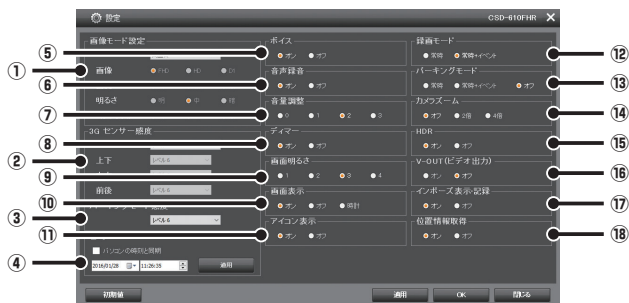 設定
CSD-610FHR
画像モード設定
① 画像 FHD HD D1
明るさ 明 中 暗
3G センサー感度
② 上下 レベル6
前後 レベル6
③ レベル6
パソコンの時刻と同期
④ 2016/01/28 11:26:35 適用
ボイス
⑤ オン オフ
音声録音
⑥ オン オフ
音量調整
⑦ 0 1 2 3
ディマー
⑧ オン オフ
画面明るさ
⑨ 1 2 3 4
画面表示
⑩ オン オフ 時計
アイコン表示
⑪ オン オフ
録画モード
常時 常時+イベント ⑫
パーキングモード
常時 常時+イベント オフ ⑬
カメラズーム
オフ 2倍 4倍 ⑭
HDR
オン オフ ⑮
V-OUT(ビデオ出力)
オン オフ ⑯
インポーズ表示・記録
オン オフ ⑰
位置情報取得
オン オフ ⑱
初期値
適用
OK
閉じる